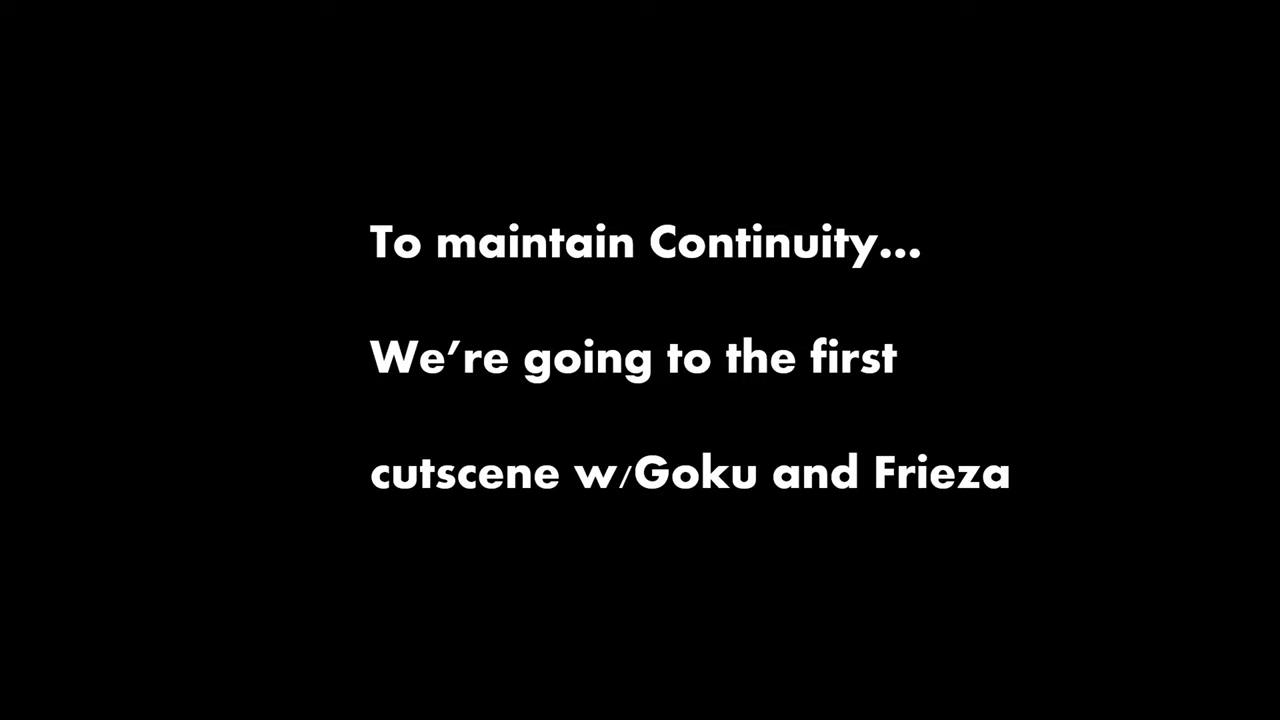 To maintain Continuity...
We’re going to the first
cutscene w/Goku and Frieza